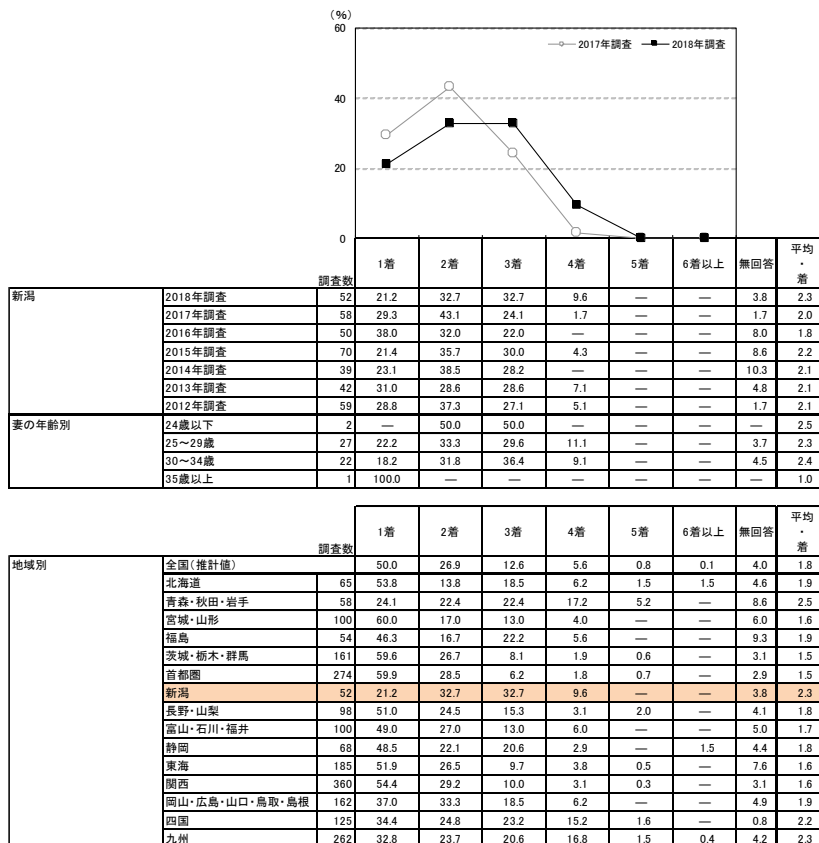 (%)
60
2017年調査 2018年調査
40
20
0
調査数 1着 2着 3着 4着 5着 6着以上 無回答 平均・着
新潟 2018年調査 52 21.2 32.7 32.7 9.6 — — 3.8 2.3
2017年調査 58 29.3 43.1 24.1 1.7 — — 1.7 2.0
2016年調査 50 38.0 32.0 22.0 — — — 8.0 1.8
2015年調査 70 21.4 35.7 30.0 4.3 — — 8.6 2.2
2014年調査 39 23.1 38.5 28.2 — — — 10.3 2.1
2013年調査 42 31.0 28.6 28.6 7.1 — — 4.8 2.1
2012年調査 59 28.8 37.3 27.1 5.1 — — 1.7 2.1
妻の年齢別 24歳以下 2 — 50.0 50.0 — — — — 2.5
25～29歳 27 22.2 33.3 29.6 11.1 — — 3.7 2.3
30～34歳 22 18.2 31.8 36.4 9.1 — — 4.5 2.4
35歳以上 1 100.0 — — — — — — 1.0
調査数 1着 2着 3着 4着 5着 6着以上 無回答 平均・着
地域別 全国(推計値) 50.0 26.9 12.6 5.6 0.8 0.1 4.0 1.8
北海道 65 53.8 13.8 18.5 6.2 1.5 1.5 4.6 1.9
青森・秋田・岩手 58 24.1 22.4 22.4 17.2 5.2 — 8.6 2.5
宮城・山形 100 60.0 17.0 13.0 4.0 — — 6.0 1.6
福島 54 46.3 16.7 22.2 5.6 — — 9.3 1.9
茨城・栃木・群馬 161 59.6 26.7 8.1 1.9 0.6 — 3.1 1.5
首都圏 274 59.9 28.5 6.2 1.8 0.7 — 2.9 1.5
新潟 52 21.2 32.7 32.7 9.6 — — 3.8 2.3
長野・山梨 98 51.0 24.5 15.3 3.1 2.0 — 4.1 1.8
富山・石川・福井 100 49.0 27.0 13.0 6.0 — — 5.0 1.7
静岡 68 48.5 22.1 20.6 2.9 — 1.5 4.4 1.8
東海 185 51.9 26.5 9.7 3.8 0.5 — 7.6 1.6
関西 360 54.4 29.2 10.0 3.1 0.3 — 3.1 1.6
岡山・広島・山口・鳥取・島根 162 37.0 33.3 18.5 6.2 — — 4.9 1.9
四国 125 34.4 24.8 23.2 15.2 1.6 — 0.8 2.2
九州 262 32.8 23.7 20.6 16.8 1.5 0.4 4.2 2.3